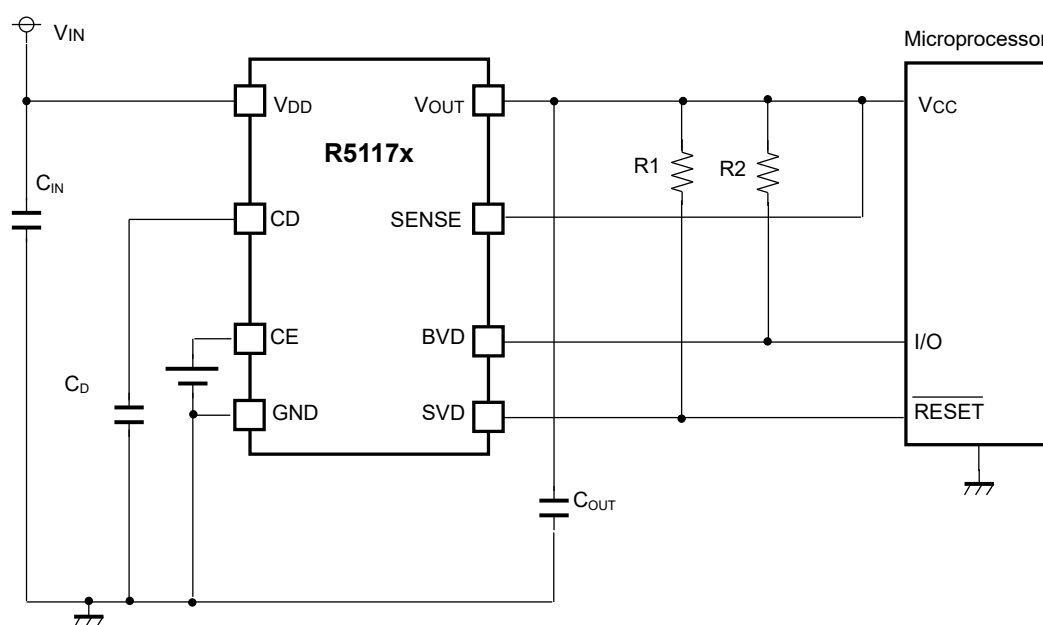 VIN
Microprocessor
VDD
VOUT
VCC
R5117x
R1
R2
CIN
CD
SENSE
CE
BVD
I/O
CD
GND
SVD
RESET
COUT